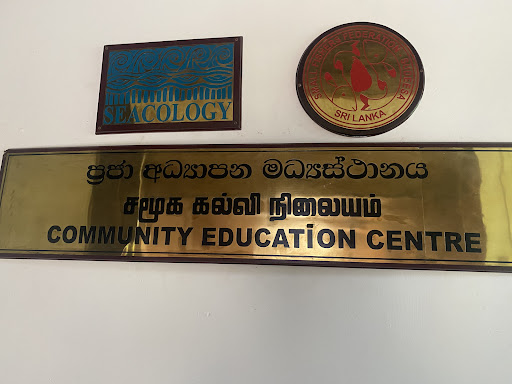 SEACOLOGY
SRI LANKA
ප්‍රජා අධ්‍යාපන මධ්‍යස්ථානය
சமூக கல்வி நிலையம்
COMMUNITY EDUCATION CENTRE